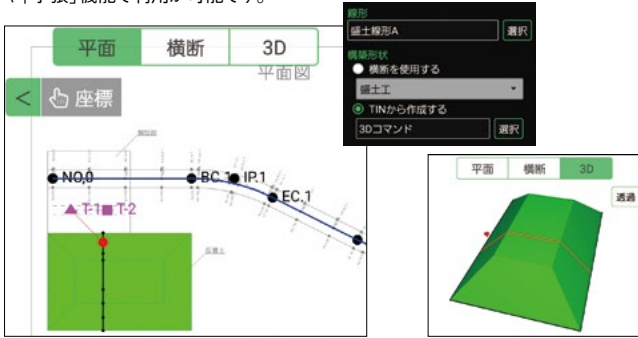 機能で利用が可能です。
平面 横断 3D
平面図
< 座標
NO,0 BC.1 IP.1
EC.1
T-1 T-2
線形
盛土線形A 選択
構築形状
横断を使用する
盛土工
TINから作成する
3Dコマンド 選択
平面 横断 3D
透過